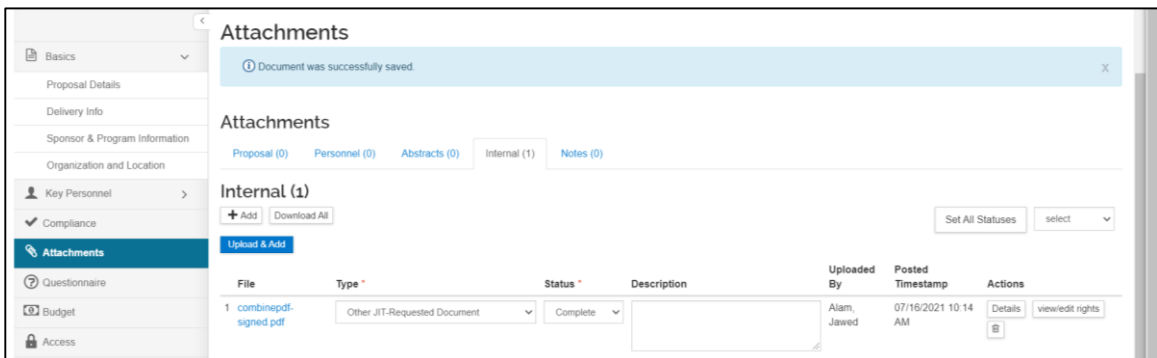 Attachments
Document was successfully saved. x
Basics
Proposal Details
Delivery Info
Sponsor & Program Information
Organization and Location
Key Personnel
Compliance
Attachments
Questionnaire
Budget
Access
Attachments
Proposal (0) Personnel (0) Abstracts (0) Internal (1) Notes (0)
Internal (1)
+ Add Download All
Set All Statuses select
Upload & Add
File Type * Status * Description Uploaded By Posted Timestamp Actions
1 combinepdf-signed.pdf Other JIT-Requested Document Complete Alam, Jawed 07/16/2021 10:14 AM Details view/edit rights